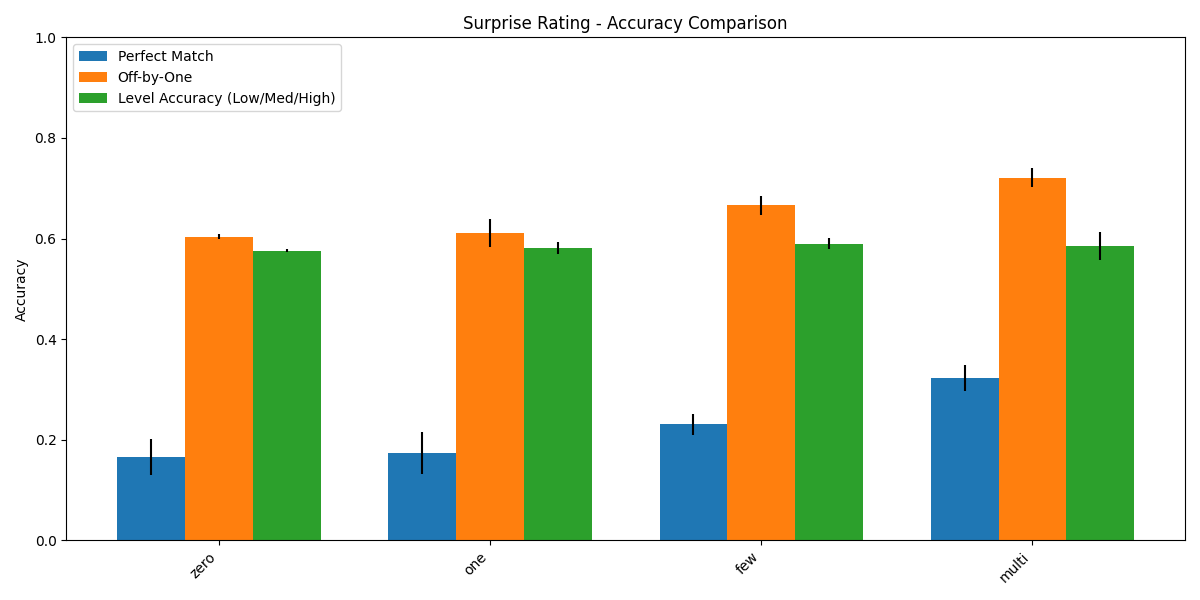 Surprise Rating - Accuracy Comparison
Perfect Match
Off-by-One
Level Accuracy (Low/Med/High)
Accuracy
1.0
0.8
0.6
0.4
0.2
0.0
zero
one
few
multi